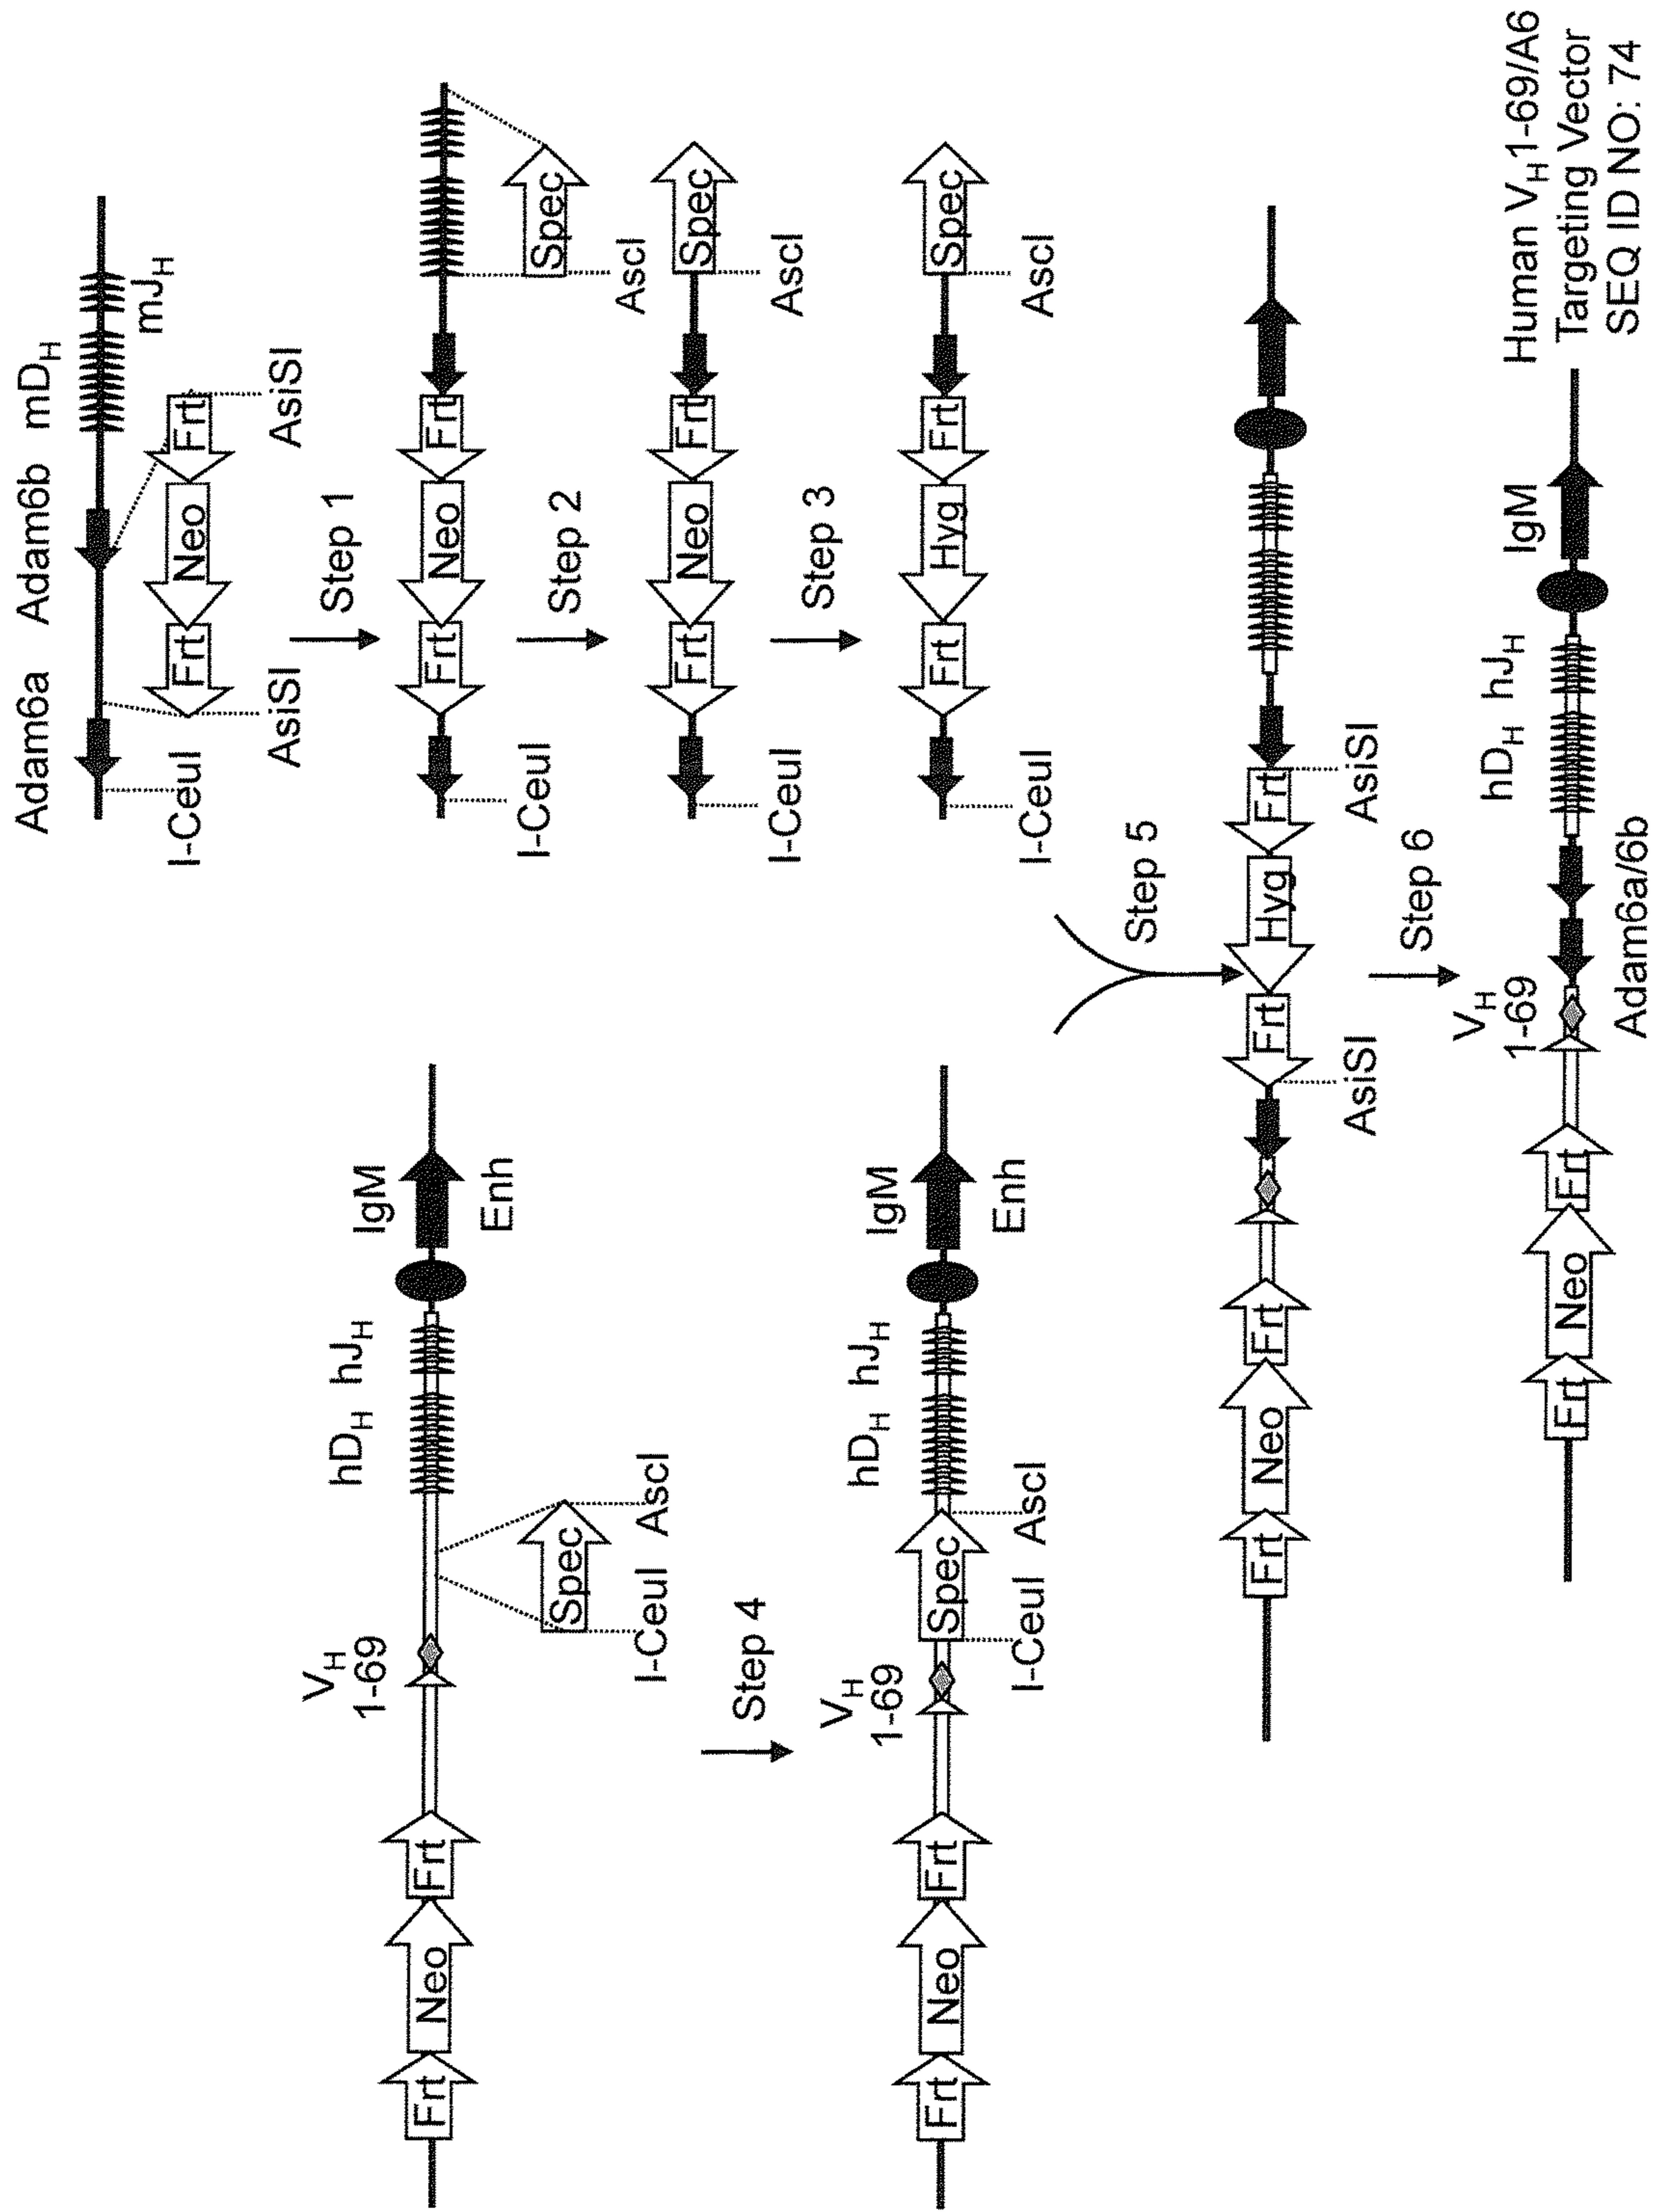 Adam6a Adam6b mDH
mJH
Frt Neo Frt
I-CeuI AsiSI AsiSI
Step 1
Frt Neo Frt
Spec
I-CeuI AscI
Step 2
Frt Neo Frt Spec
I-CeuI AscI
Step 3
Frt Hyg Frt Spec
I-CeuI AscI
VH
1-69
hDH hJH IgM
Frt Neo Frt
Enh
Spec
I-CeuI AscI
Step 4
VH
1-69
hDH hJH IgM
Frt Neo Frt Spec
Enh
I-CeuI AscI
Step 5
Frt Neo Frt Frt Hyg Frt
AsiSI AsiSI
Step 6
VH
1-69
hDH hJH IgM
Frt Neo Frt
Adam6a/6b
Human VH1-69/A6
Targeting Vector
SEQ ID NO: 74